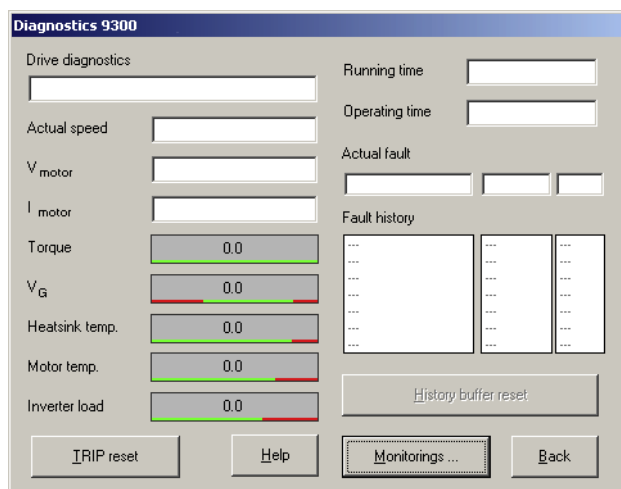 Diagnostics 9300
Drive diagnostics
Actual speed
V motor
I motor
Torque 0.0
VG 0.0
Heatsink temp. 0.0
Motor temp. 0.0
Inverter load 0.0
Running time
Operating time
Actual fault
Fault history
--- --- ---
--- --- ---
--- --- ---
--- --- ---
--- --- ---
--- --- ---
--- --- ---
History buffer reset
TRIP reset
Help
Monitorings ...
Back